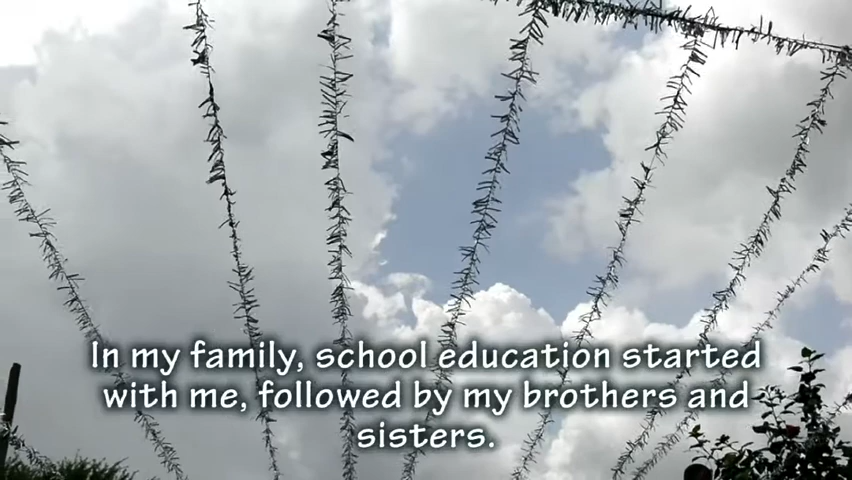 In my family, school education started
with me, followed by my brothers and
sisters.